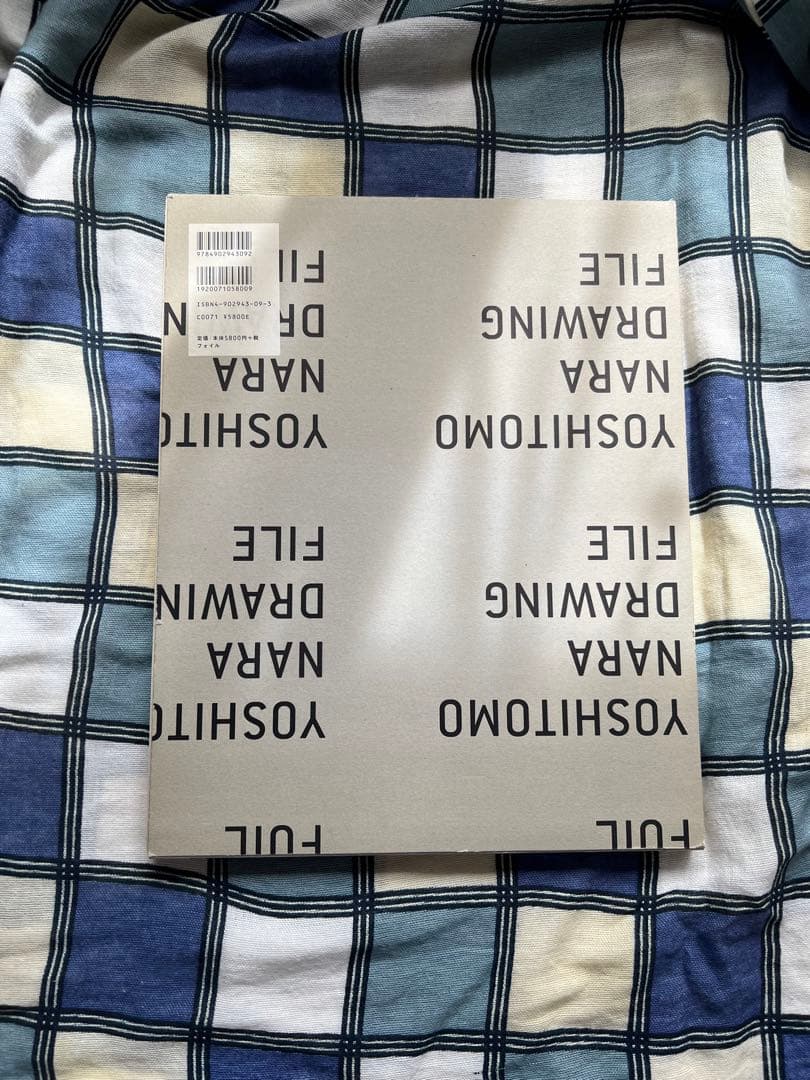 9784902943092
1920071058009
ISBN4-902943-09-3
C0071 ¥5800E
定価:本体5800円+税
フォイル
FOIL
YOSHITOMO
NARA
DRAWING
FILE
YOSHITOMO
NARA
DRAWING
FILE
FOIL
YOSHITO
NARA
DRAWIN
FILE
YOSHITO
NARA